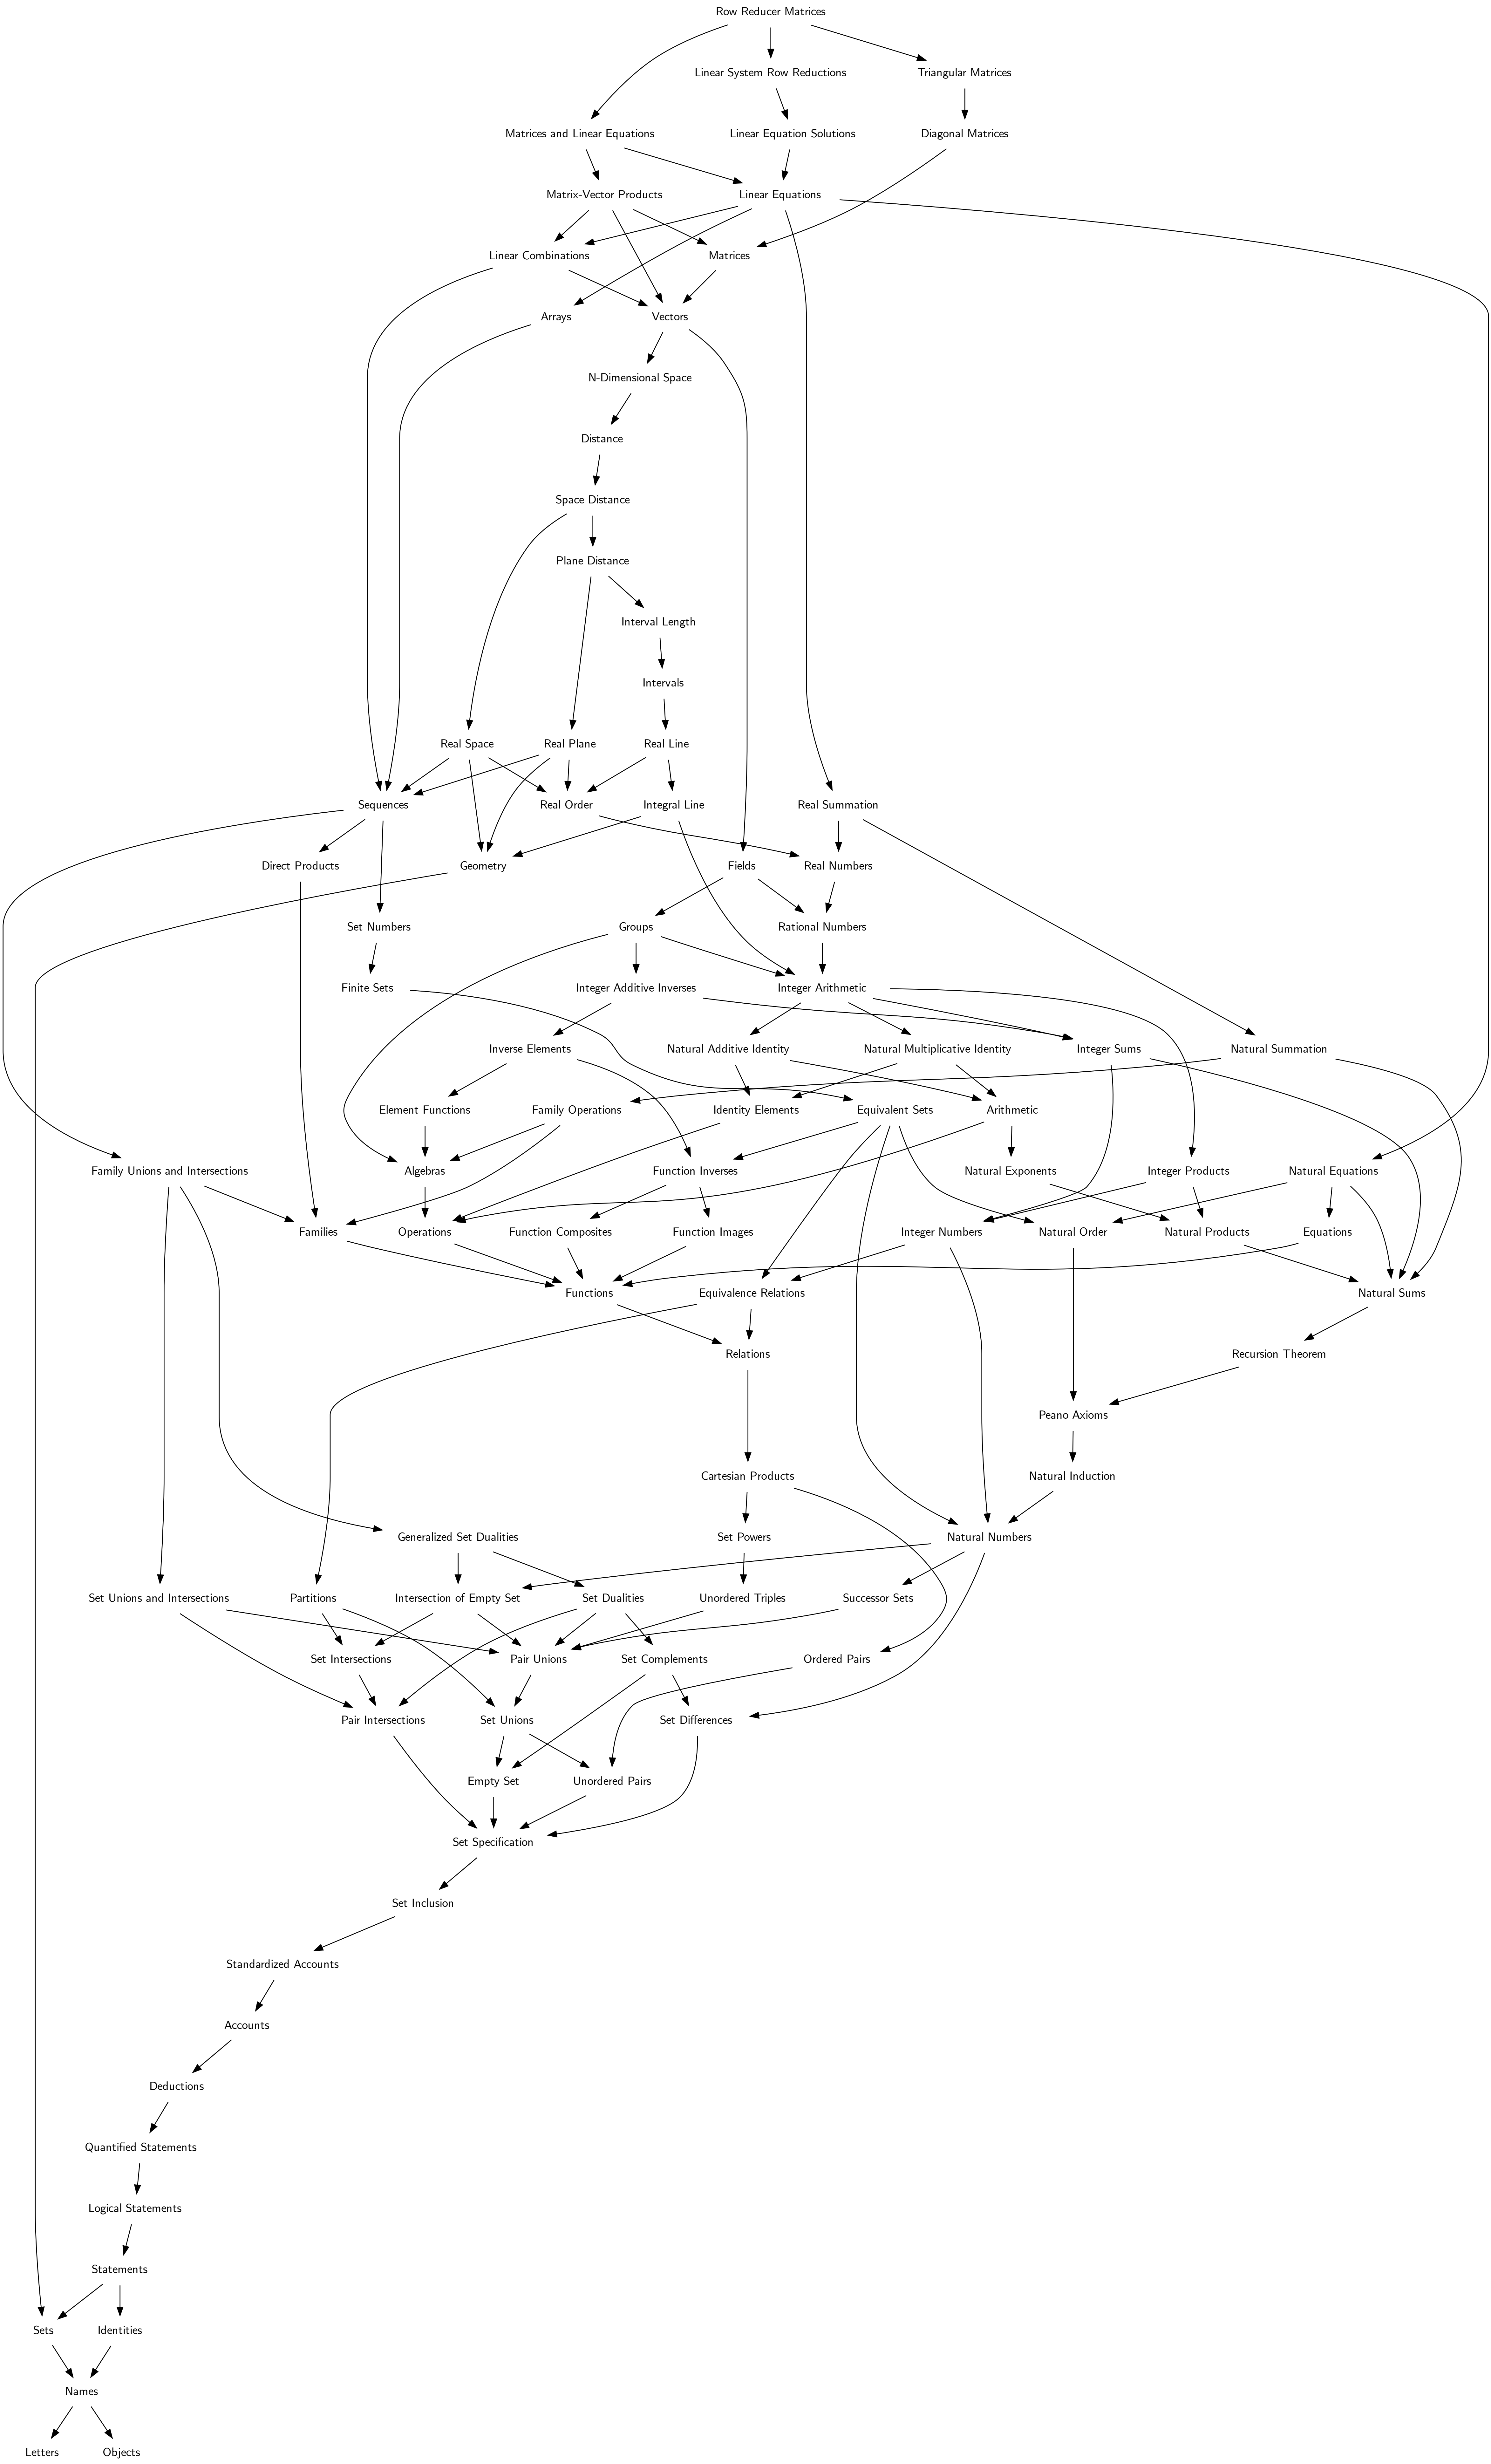 Row Reducer Matrices
Linear System Row Reductions
Triangular Matrices
Matrices and Linear Equations
Linear Equation Solutions
Diagonal Matrices
Matrix-Vector Products
Linear Equations
Linear Combinations
Matrices
Arrays
Vectors
N-Dimensional Space
Distance
Space Distance
Plane Distance
Interval Length
Intervals
Real Space
Real Plane
Real Line
Sequences
Real Order
Integral Line
Real Summation
Direct Products
Geometry
Fields
Real Numbers
Set Numbers
Groups
Rational Numbers
Finite Sets
Integer Additive Inverses
Integer Arithmetic
Inverse Elements
Natural Additive Identity
Natural Multiplicative Identity
Integer Sums
Natural Summation
Element Functions
Family Operations
Identity Elements
Equivalent Sets
Arithmetic
Family Unions and Intersections
Algebras
Function Inverses
Natural Exponents
Integer Products
Natural Equations
Families
Operations
Function Composites
Function Images
Integer Numbers
Natural Order
Natural Products
Equations
Functions
Equivalence Relations
Natural Sums
Relations
Recursion Theorem
Peano Axioms
Cartesian Products
Natural Induction
Generalized Set Dualities
Set Powers
Natural Numbers
Set Unions and Intersections
Partitions
Intersection of Empty Set
Set Dualities
Unordered Triples
Successor Sets
Set Intersections
Pair Unions
Set Complements
Ordered Pairs
Pair Intersections
Set Unions
Set Differences
Empty Set
Unordered Pairs
Set Specification
Set Inclusion
Standardized Accounts
Accounts
Deductions
Quantified Statements
Logical Statements
Statements
Sets
Identities
Names
Letters
Objects